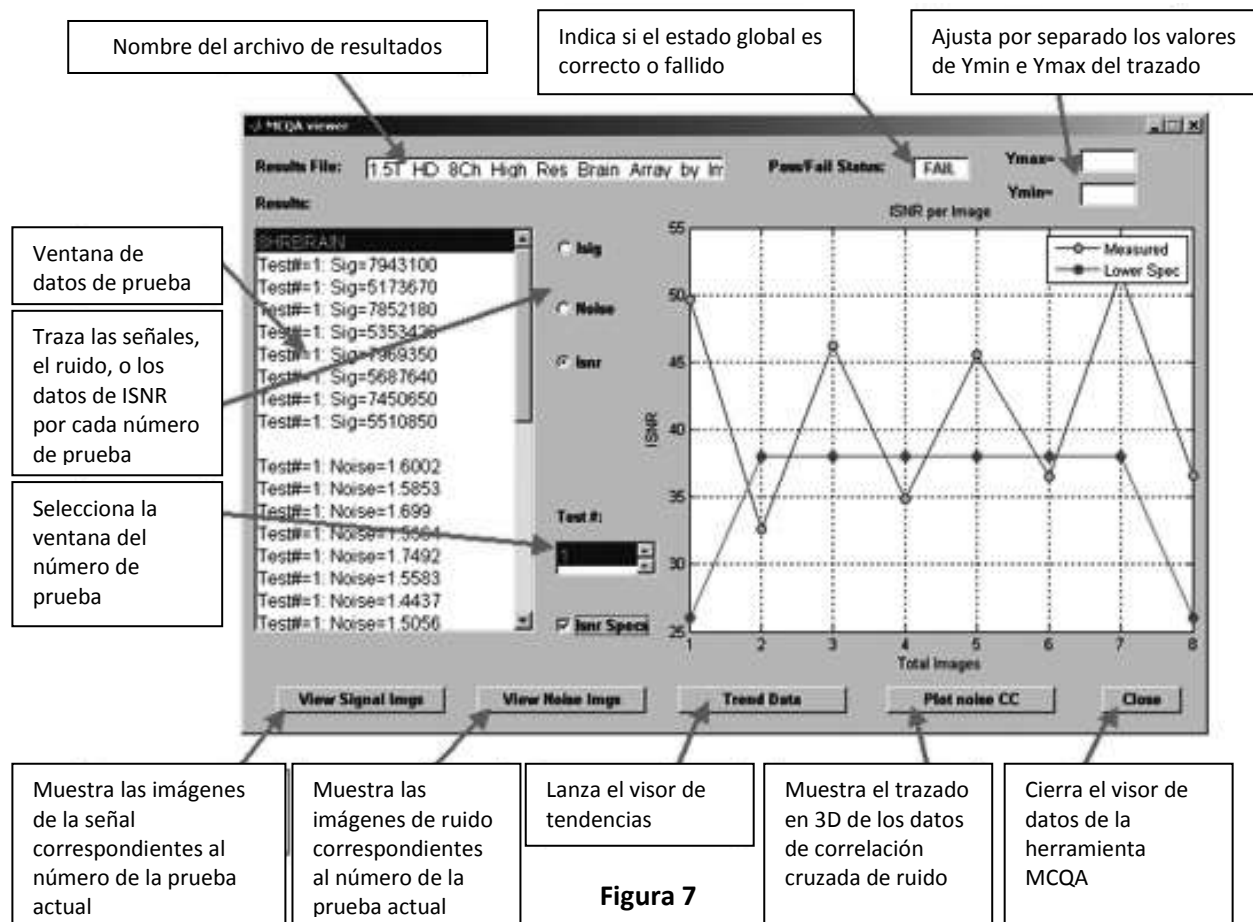 Nombre del archivo de resultados
Indica si el estado global es
correcto o fallido
Ajusta por separado los valores
de Ymin e Ymax del trazado
MCQA viewer
Results File:
1.5T HD 8Ch High Res Brain Array by Im
Pass/Fail Status:
FAIL
Ymax=
Ymin=
Results:
ISNR per Image
Ventana de
datos de prueba
Traza las señales,
el ruido, o los
datos de ISNR
por cada número
de prueba
Selecciona la
ventana del
número de
prueba
8HRBRAIN
Test#=1: Sig=7943100
Test#=1: Sig=5173670
Test#=1: Sig=7852180
Test#=1: Sig=5353420
Test#=1: Sig=7969350
Test#=1: Sig=5687640
Test#=1: Sig=7450650
Test#=1: Sig=5510850
Test#=1: Noise=1.6002
Test#=1: Noise=1.5853
Test#=1: Noise=1.699
Test#=1: Noise=1.5564
Test#=1: Noise=1.7492
Test#=1: Noise=1.5583
Test#=1: Noise=1.4437
Test#=1: Noise=1.5056
Isig
Noise
Isnr
Test #:
1
Isnr Specs
Measured
Lower Spec
55
50
45
40
35
30
25
ISNR
1 2 3 4 5 6 7 8
Total Images
View Signal Imgs
View Noise Imgs
Trend Data
Plot noise CC
Close
Muestra las imágenes
de la señal
correspondientes al
número de la prueba
actual
Muestra las
imágenes de ruido
correspondientes
al número de la
prueba actual
Lanza el visor de
tendencias
Muestra el trazado
en 3D de los datos
de correlación
cruzada de ruido
Cierra el visor de
datos de la
herramienta
MCQA
Figura 7